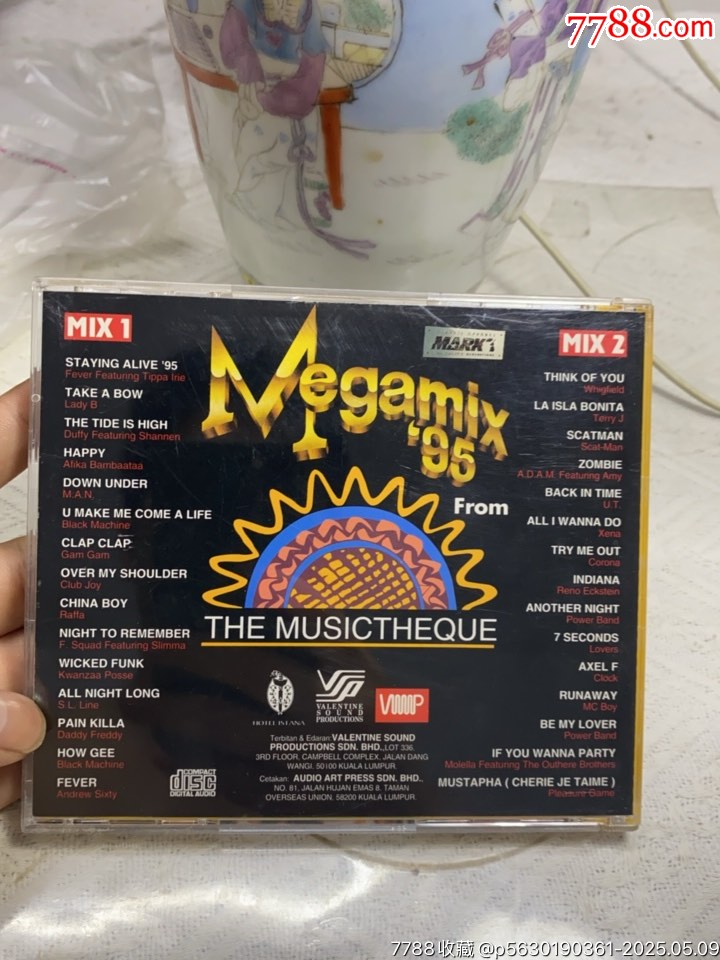 7788.com
MIX 1
STAYING ALIVE '95
Fever Featuring Tippa Irie
TAKE A BOW
Lady B
THE TIDE IS HIGH
Duffy Featuring Shannen
HAPPY
Afika Bambaataa
DOWN UNDER
M.A.N.
U MAKE ME COME A LIFE
Black Machine
CLAP CLAP
Gam Gam
OVER MY SHOULDER
Club Joy
CHINA BOY
Raffa
NIGHT TO REMEMBER
F. Squad Featuring Slimma
WICKED FUNK
Kwanzaa Posse
ALL NIGHT LONG
S.L. Line
PAIN KILLA
Daddy Freddy
HOW GEE
Black Machine
FEVER
Andrew Sixty
COMPACT
disc
DIGITAL AUDIO
Megamix
'95
MARK 1
From
THE MUSICTHEQUE
HOTEL ISTANA
VSP
VALENTINE
SOUND
PRODUCTIONS
VMP
Terbitan & Edaran: VALENTINE SOUND
PRODUCTIONS SDN. BHD., LOT 336.
3RD FLOOR, CAMPBELL COMPLEX, JALAN DANG
WANGI. 50100 KUALA LUMPUR.
Cetakan: AUDIO ART PRESS SDN. BHD.,
NO. 61, JALAN HUJAN EMAS 8. TAMAN
OVERSEAS UNION. 58200 KUALA LUMPUR.
MIX 2
THINK OF YOU
Whigfield
LA ISLA BONITA
Terry J
SCATMAN
Scat-Man
ZOMBIE
A.D.A.M. Featuring Amy
BACK IN TIME
U.T.
ALL I WANNA DO
Xena
TRY ME OUT
Corona
INDIANA
Reno Eckstein
ANOTHER NIGHT
Power Band
7 SECONDS
Lovers
AXEL F
Clock
RUNAWAY
MC Boy
BE MY LOVER
Power Band
IF YOU WANNA PARTY
Molella Featuring The Outhere Brothers
MUSTAPHA ( CHERIE JE TAIME )
Pleasure Game
7788收藏 @p5630190361-2025.05.09